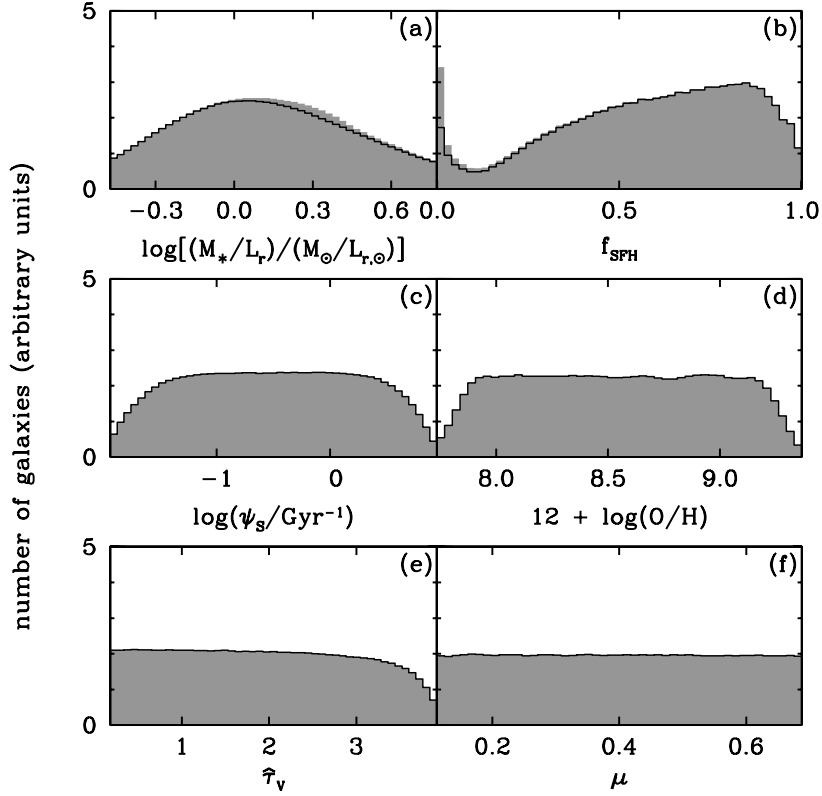 number of galaxies (arbitrary units)
5
(a)
(b)
0
−0.3 0.0 0.3 0.6 0.0 0.5 1.0
log[(M*/Lr)/(M⊙/Lr,⊙)]
fSFH
5
(c)
(d)
0
−1 0 8.0 8.5 9.0
log(ψS/Gyr−1)
12 + log(O/H)
5
(e)
(f)
0
1 2 3 0.2 0.4 0.6
τ̂V
μ